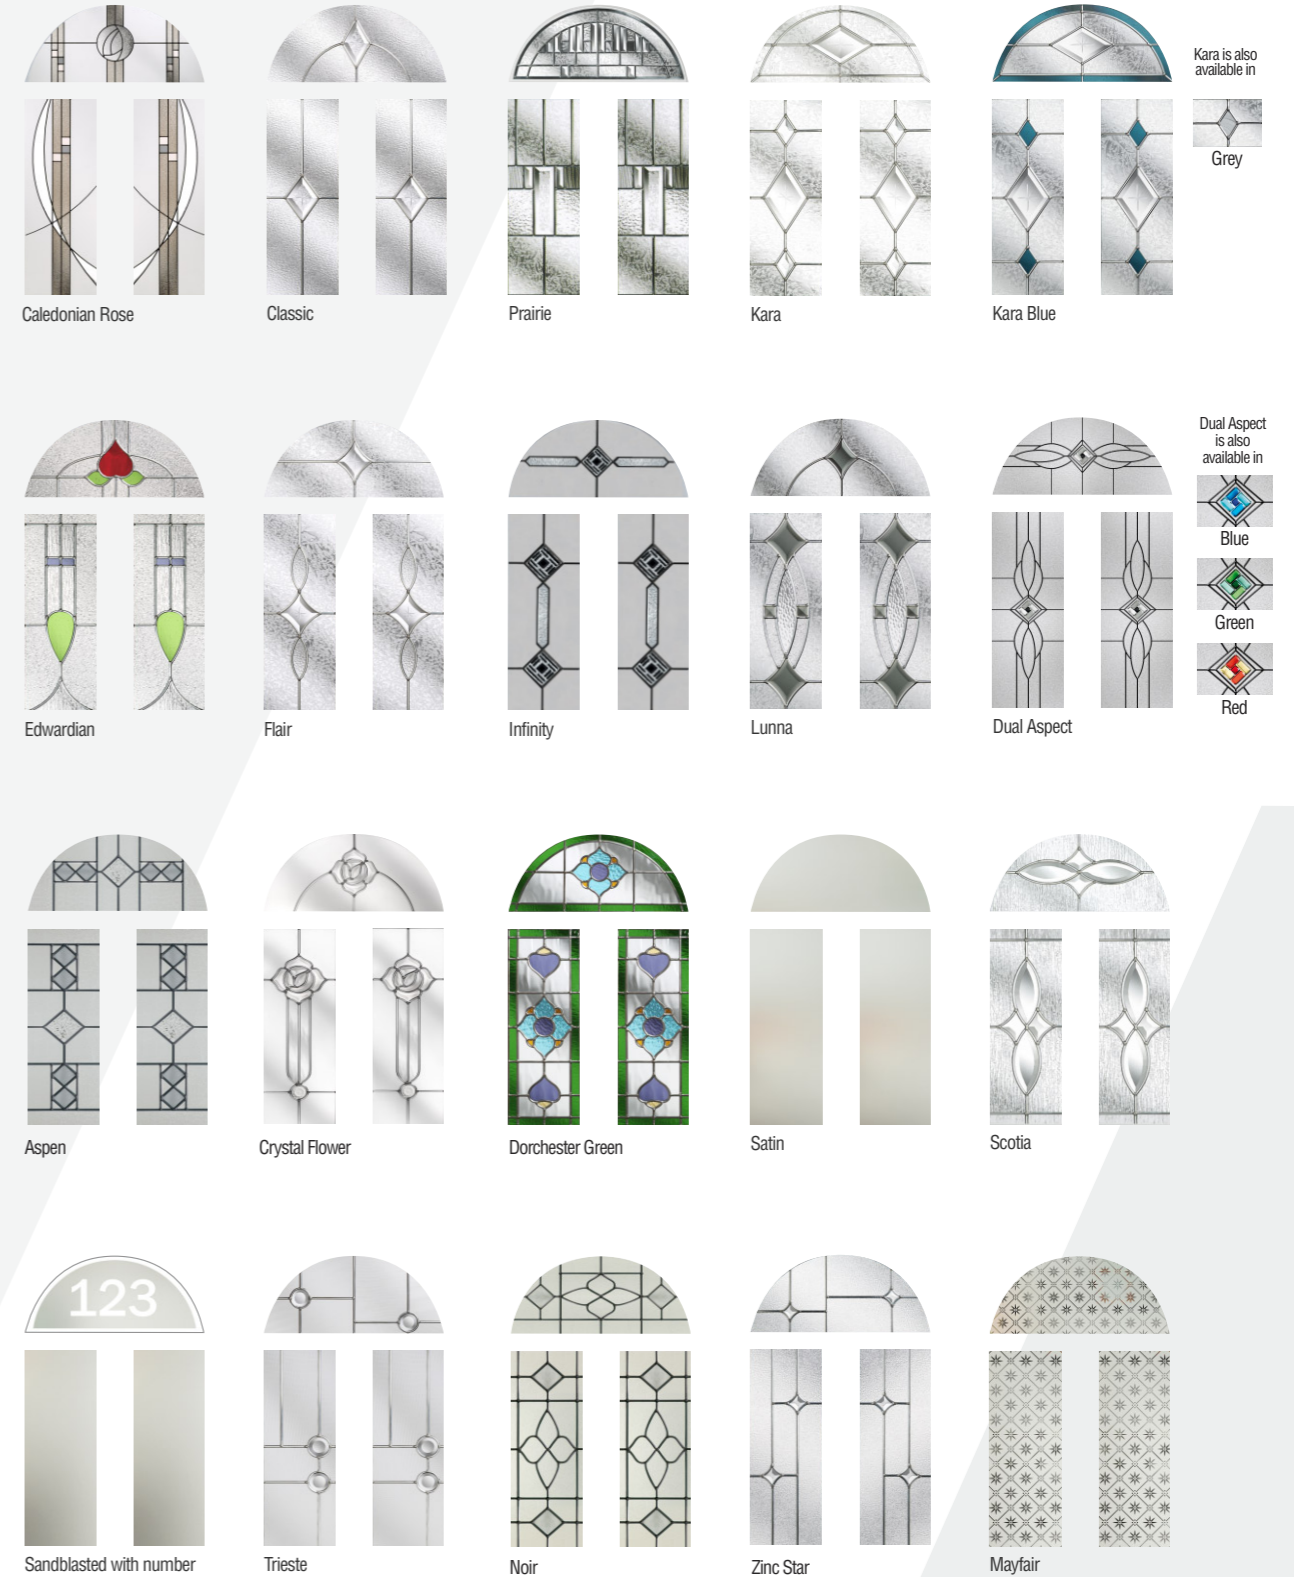 Kara is also
available in
Grey
Caledonian Rose
Classic
Prairie
Kara
Kara Blue
Dual Aspect
is also
available in
Blue
Green
Red
Edwardian
Flair
Infinity
Lunna
Dual Aspect
Aspen
Crystal Flower
Dorchester Green
Satin
Scotia
123
Sandblasted with number
Trieste
Noir
Zinc Star
Mayfair